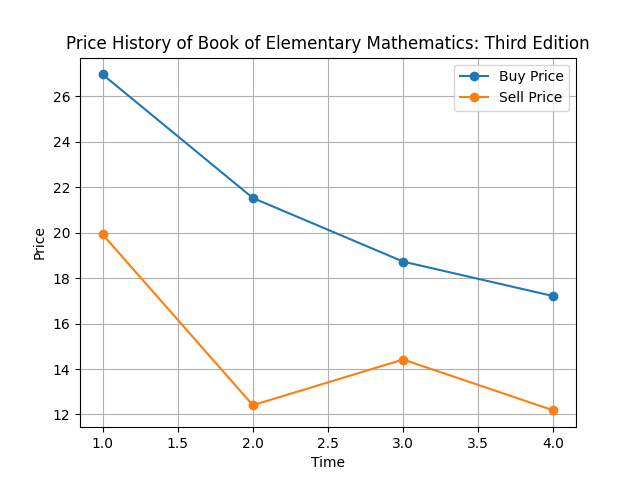 Price History of Book of Elementary Mathematics: Third Edition
Buy Price
Sell Price
Price
26
24
22
20
18
16
14
12
1.0 1.5 2.0 2.5 3.0 3.5 4.0
Time